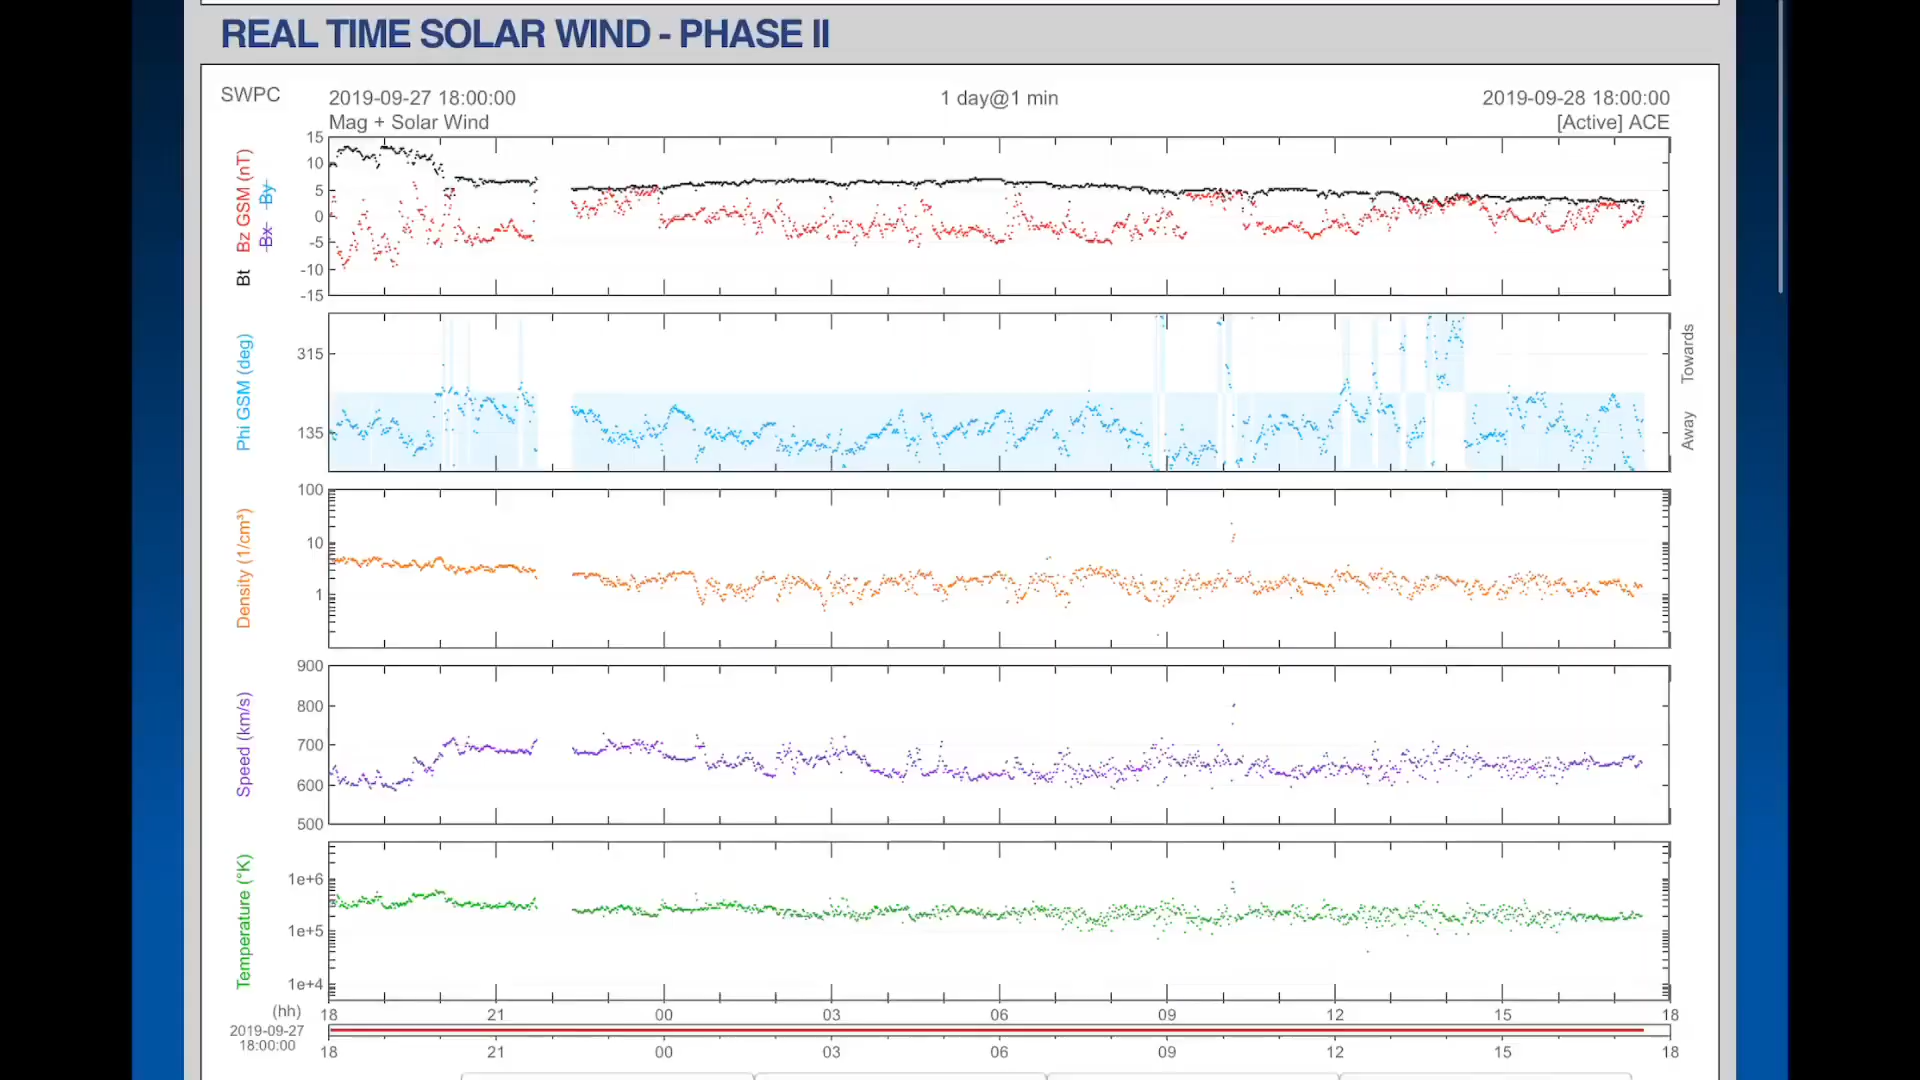 REAL TIME SOLAR WIND - PHASE II
SWPC
2019-09-27 18:00:00
1 day@1 min
2019-09-28 18:00:00
Mag + Solar Wind
[Active] ACE
Bt Bz GSM (nT)
Bx By
15
10
5
0
-5
-10
-15
Phi GSM (deg)
315
135
Towards
Away
Density (1/cm³)
100
10
1
Speed (km/s)
900
800
700
600
500
Temperature (°K)
1e+6
1e+5
1e+4
(hh)
18 21 00 03 06 09 12 15 18
2019-09-27
18:00:00
18 21 00 03 06 09 12 15 18